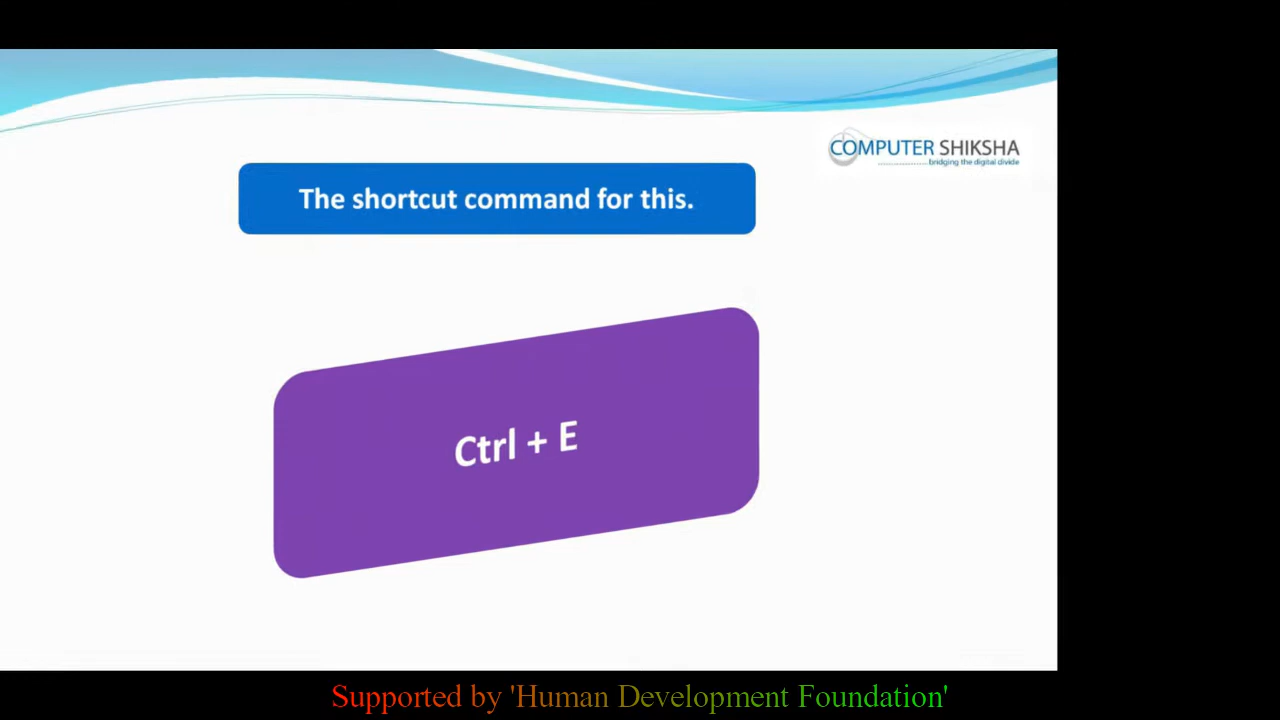 COMPUTER SHIKSHA
bridging the digital divide
The shortcut command for this.
Ctrl + E
Supported by 'Human Development Foundation'